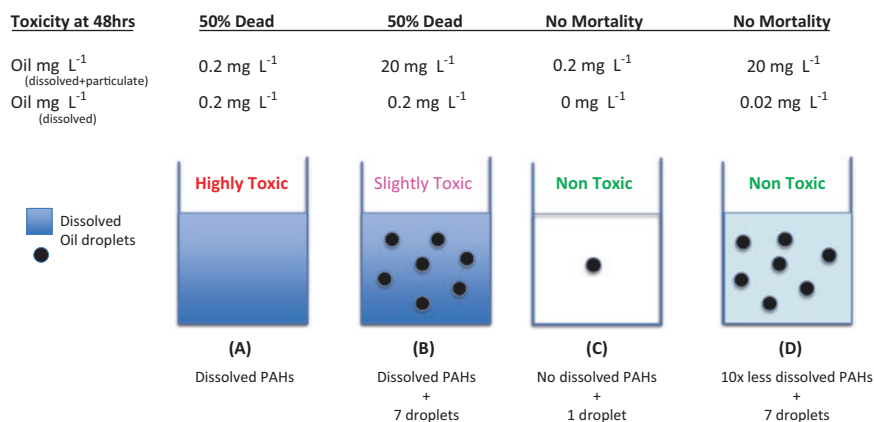 Toxicity at 48hrs 50% Dead 50% Dead No Mortality No Mortality
Oil mg L⁻¹ 0.2 mg L⁻¹ 20 mg L⁻¹ 0.2 mg L⁻¹ 20 mg L⁻¹
(dissolved+particulate)
Oil mg L⁻¹ 0.2 mg L⁻¹ 0.2 mg L⁻¹ 0 mg L⁻¹ 0.02 mg L⁻¹
(dissolved)
Highly Toxic Slightly Toxic Non Toxic Non Toxic
Dissolved
Oil droplets
(A) (B) (C) (D)
Dissolved PAHs Dissolved PAHs No dissolved PAHs 10x less dissolved PAHs
+ + +
7 droplets 1 droplet 7 droplets